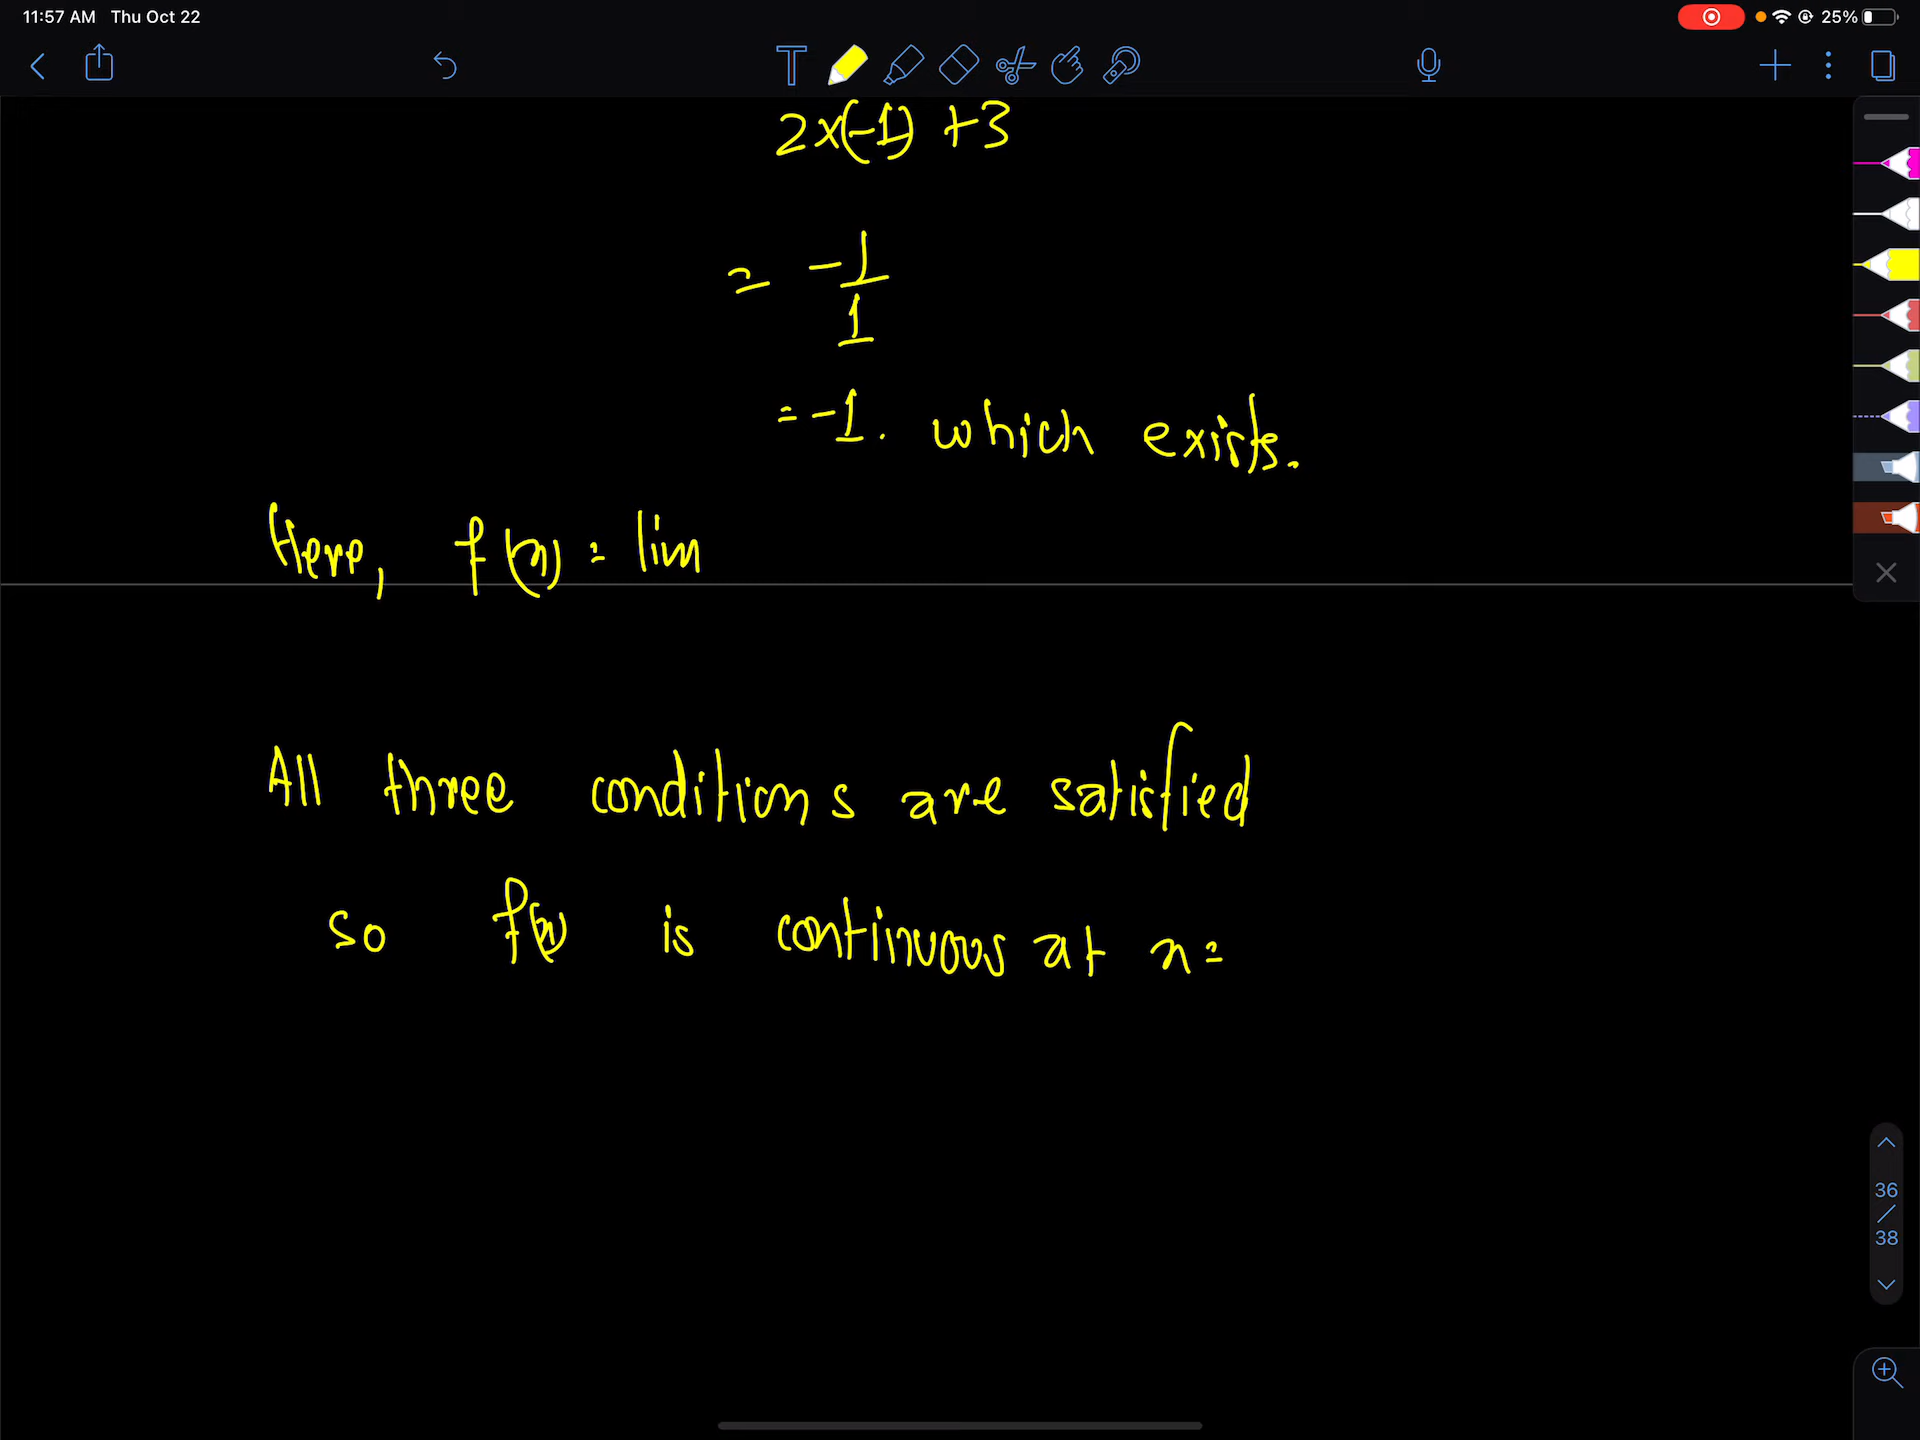 11:57 AM Thu Oct 22 25%
T
2x(-1) +3
= -1
1
= -1. which exists.
Here, f(x) = lim
All three conditions are satisfied
so f(x) is continuous at x =
36
/
38